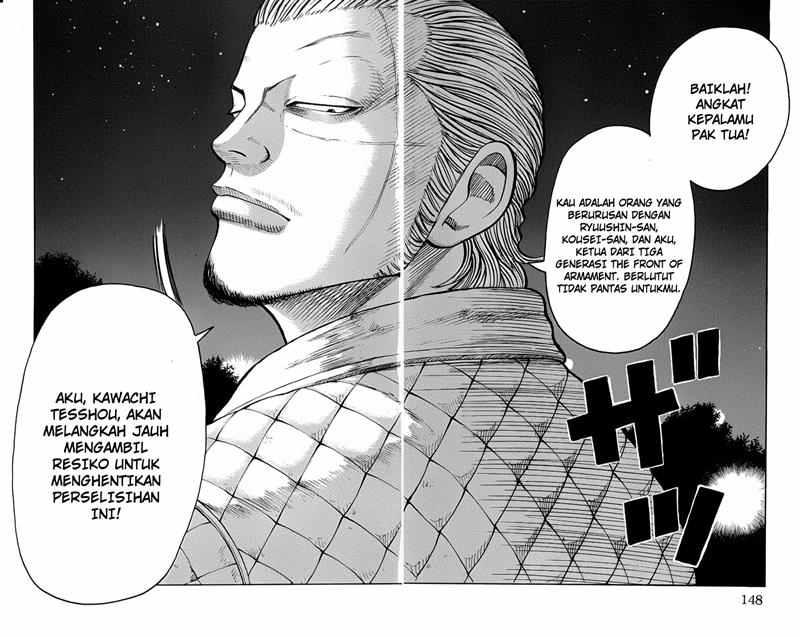 BAIKLAH!
ANGKAT
KEPALAMU
PAK TUA!
KAU ADALAH ORANG YANG
BERURUSAN DENGAN
RYUUSHIN-SAN,
KOUSEI-SAN, DAN AKU,
KETUA DARI TIGA
GENERASI THE FRONT OF
ARMAMENT. BERLUTUT
TIDAK PANTAS UNTUKMU.
ザッ
AKU, KAWACHI
TESSHOU, AKAN
MELANGKAH JAUH
MENGAMBIL
RESIKO UNTUK
MENGHENTIKAN
PERSELISIHAN
INI!
148